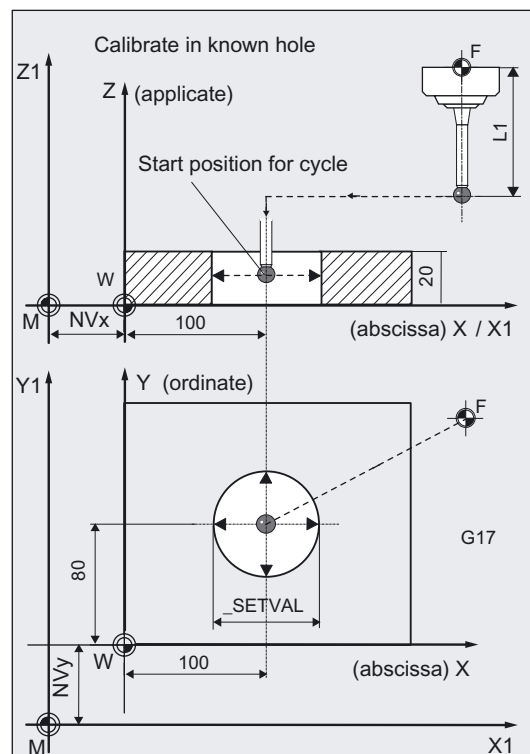 Calibrate in known hole
Z1
F
Z (applicate)
L1
Start position for cycle
W
20
M
NVx
100
(abscissa) X / X1
Y1
Y (ordinate)
F
G17
80
_SETVAL
W
100
(abscissa) X
NVy
M
X1